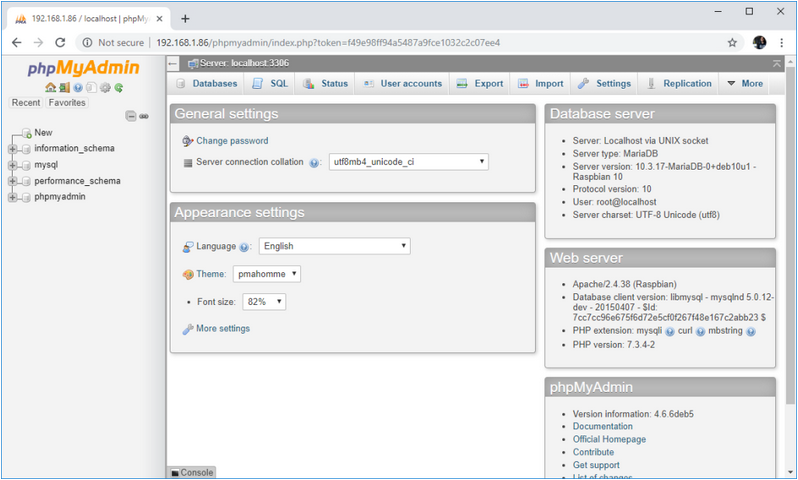 192.168.1.86 / localhost | phpMy
Not secure | 192.168.1.86/phpmyadmin/index.php?token=f49e98ff94a5487a9fce1032c2c07ee4
phpMyAdmin
Recent Favorites
New
information_schema
mysql
performance_schema
phpmyadmin
Server: localhost:3306
Databases SQL Status User accounts Export Import Settings Replication More
General settings
Change password
Server connection collation : utf8mb4_unicode_ci
Appearance settings
Language : English
Theme: pmahomme
Font size: 82%
More settings
Database server
Server: Localhost via UNIX socket
Server type: MariaDB
Server version: 10.3.17-MariaDB-0+deb10u1 -
Raspbian 10
Protocol version: 10
User: root@localhost
Server charset: UTF-8 Unicode (utf8)
Web server
Apache/2.4.38 (Raspbian)
Database client version: libmysql - mysqlnd 5.0.12-
dev - 20150407 - $Id:
7cc7cc96e675f6d72e5cf0f267f48e167c2abb23 $
PHP extension: mysqli curl mbstring
PHP version: 7.3.4-2
phpMyAdmin
Version information: 4.6.6deb5
Documentation
Official Homepage
Contribute
Get support
List of changes
Console